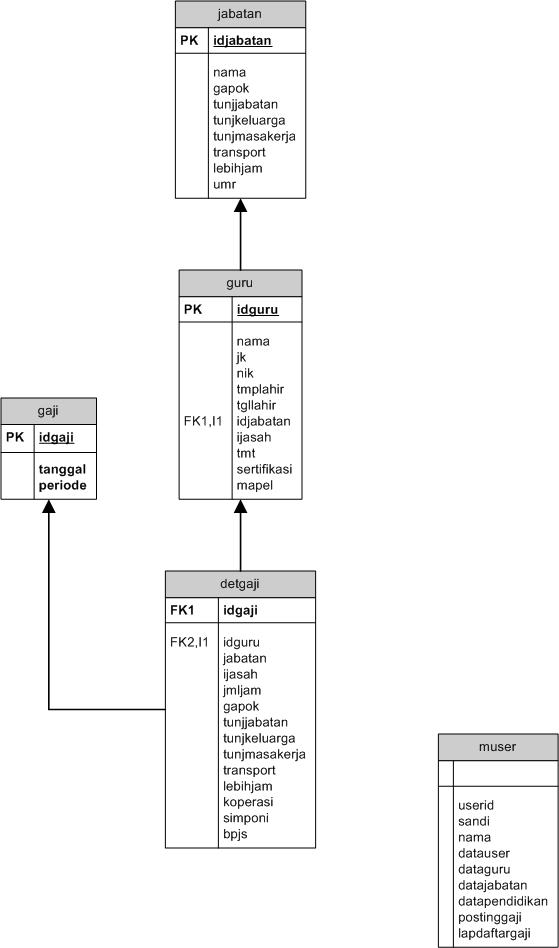 jabatan
PK idjabatan
nama
gapok
tunjjabatan
tunjkeluarga
tunjmasakerja
transport
lebihjam
umr
guru
PK idguru
nama
jk
nik
tmplahir
tgllahir
FK1,I1 idjabatan
ijasah
tmt
sertifikasi
mapel
gaji
PK idgaji
tanggal
periode
detgaji
FK1 idgaji
FK2,I1 idguru
jabatan
ijasah
jmljam
gapok
tunjjabatan
tunjkeluarga
tunjmasakerja
transport
lebihjam
koperasi
simponi
bpjs
muser
userid
sandi
nama
datauser
dataguru
datajabatan
datapendidikan
postinggaji
lapdaftargaji